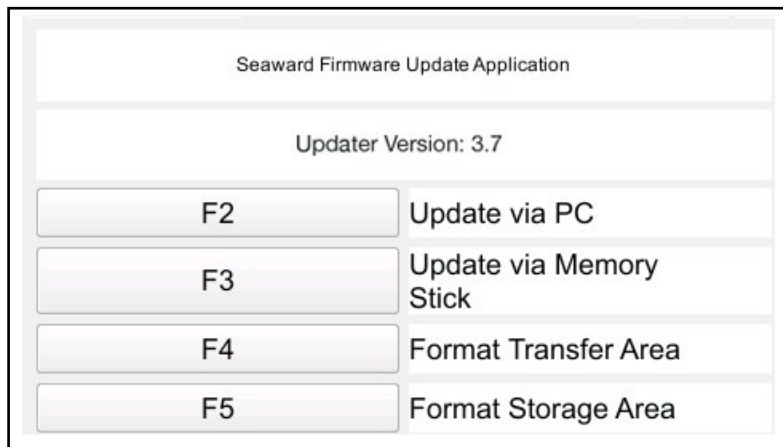 Seaward Firmware Update Application
Updater Version: 3.7
F2 Update via PC
F3 Update via Memory
Stick
F4 Format Transfer Area
F5 Format Storage Area